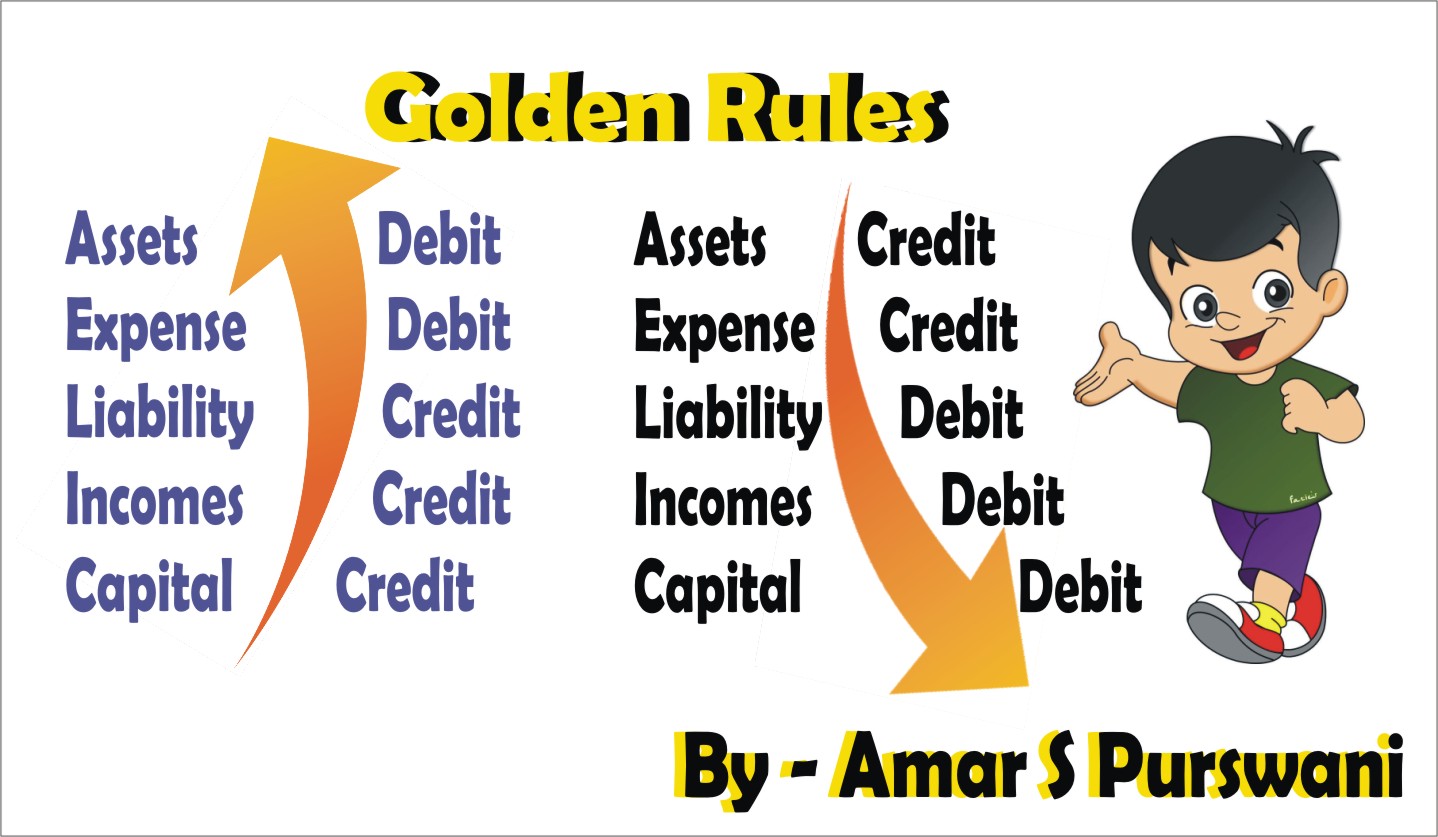 Golden Rules
Assets Debit
Expense Debit
Liability Credit
Incomes Credit
Capital Credit
Assets Credit
Expense Credit
Liability Debit
Incomes Debit
Capital Debit
By - Amar S Purswani